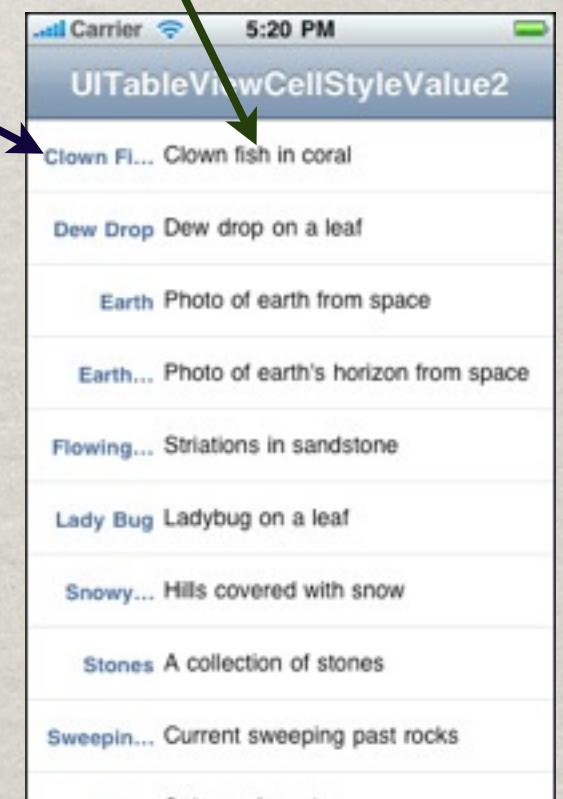 Carrier 5:20 PM
UITableViewCellStyleValue2
Clown Fi... Clown fish in coral
Dew Drop Dew drop on a leaf
Earth Photo of earth from space
Earth... Photo of earth's horizon from space
Flowing... Striations in sandstone
Lady Bug Ladybug on a leaf
Snowy... Hills covered with snow
Stones A collection of stones
Sweepin... Current sweeping past rocks